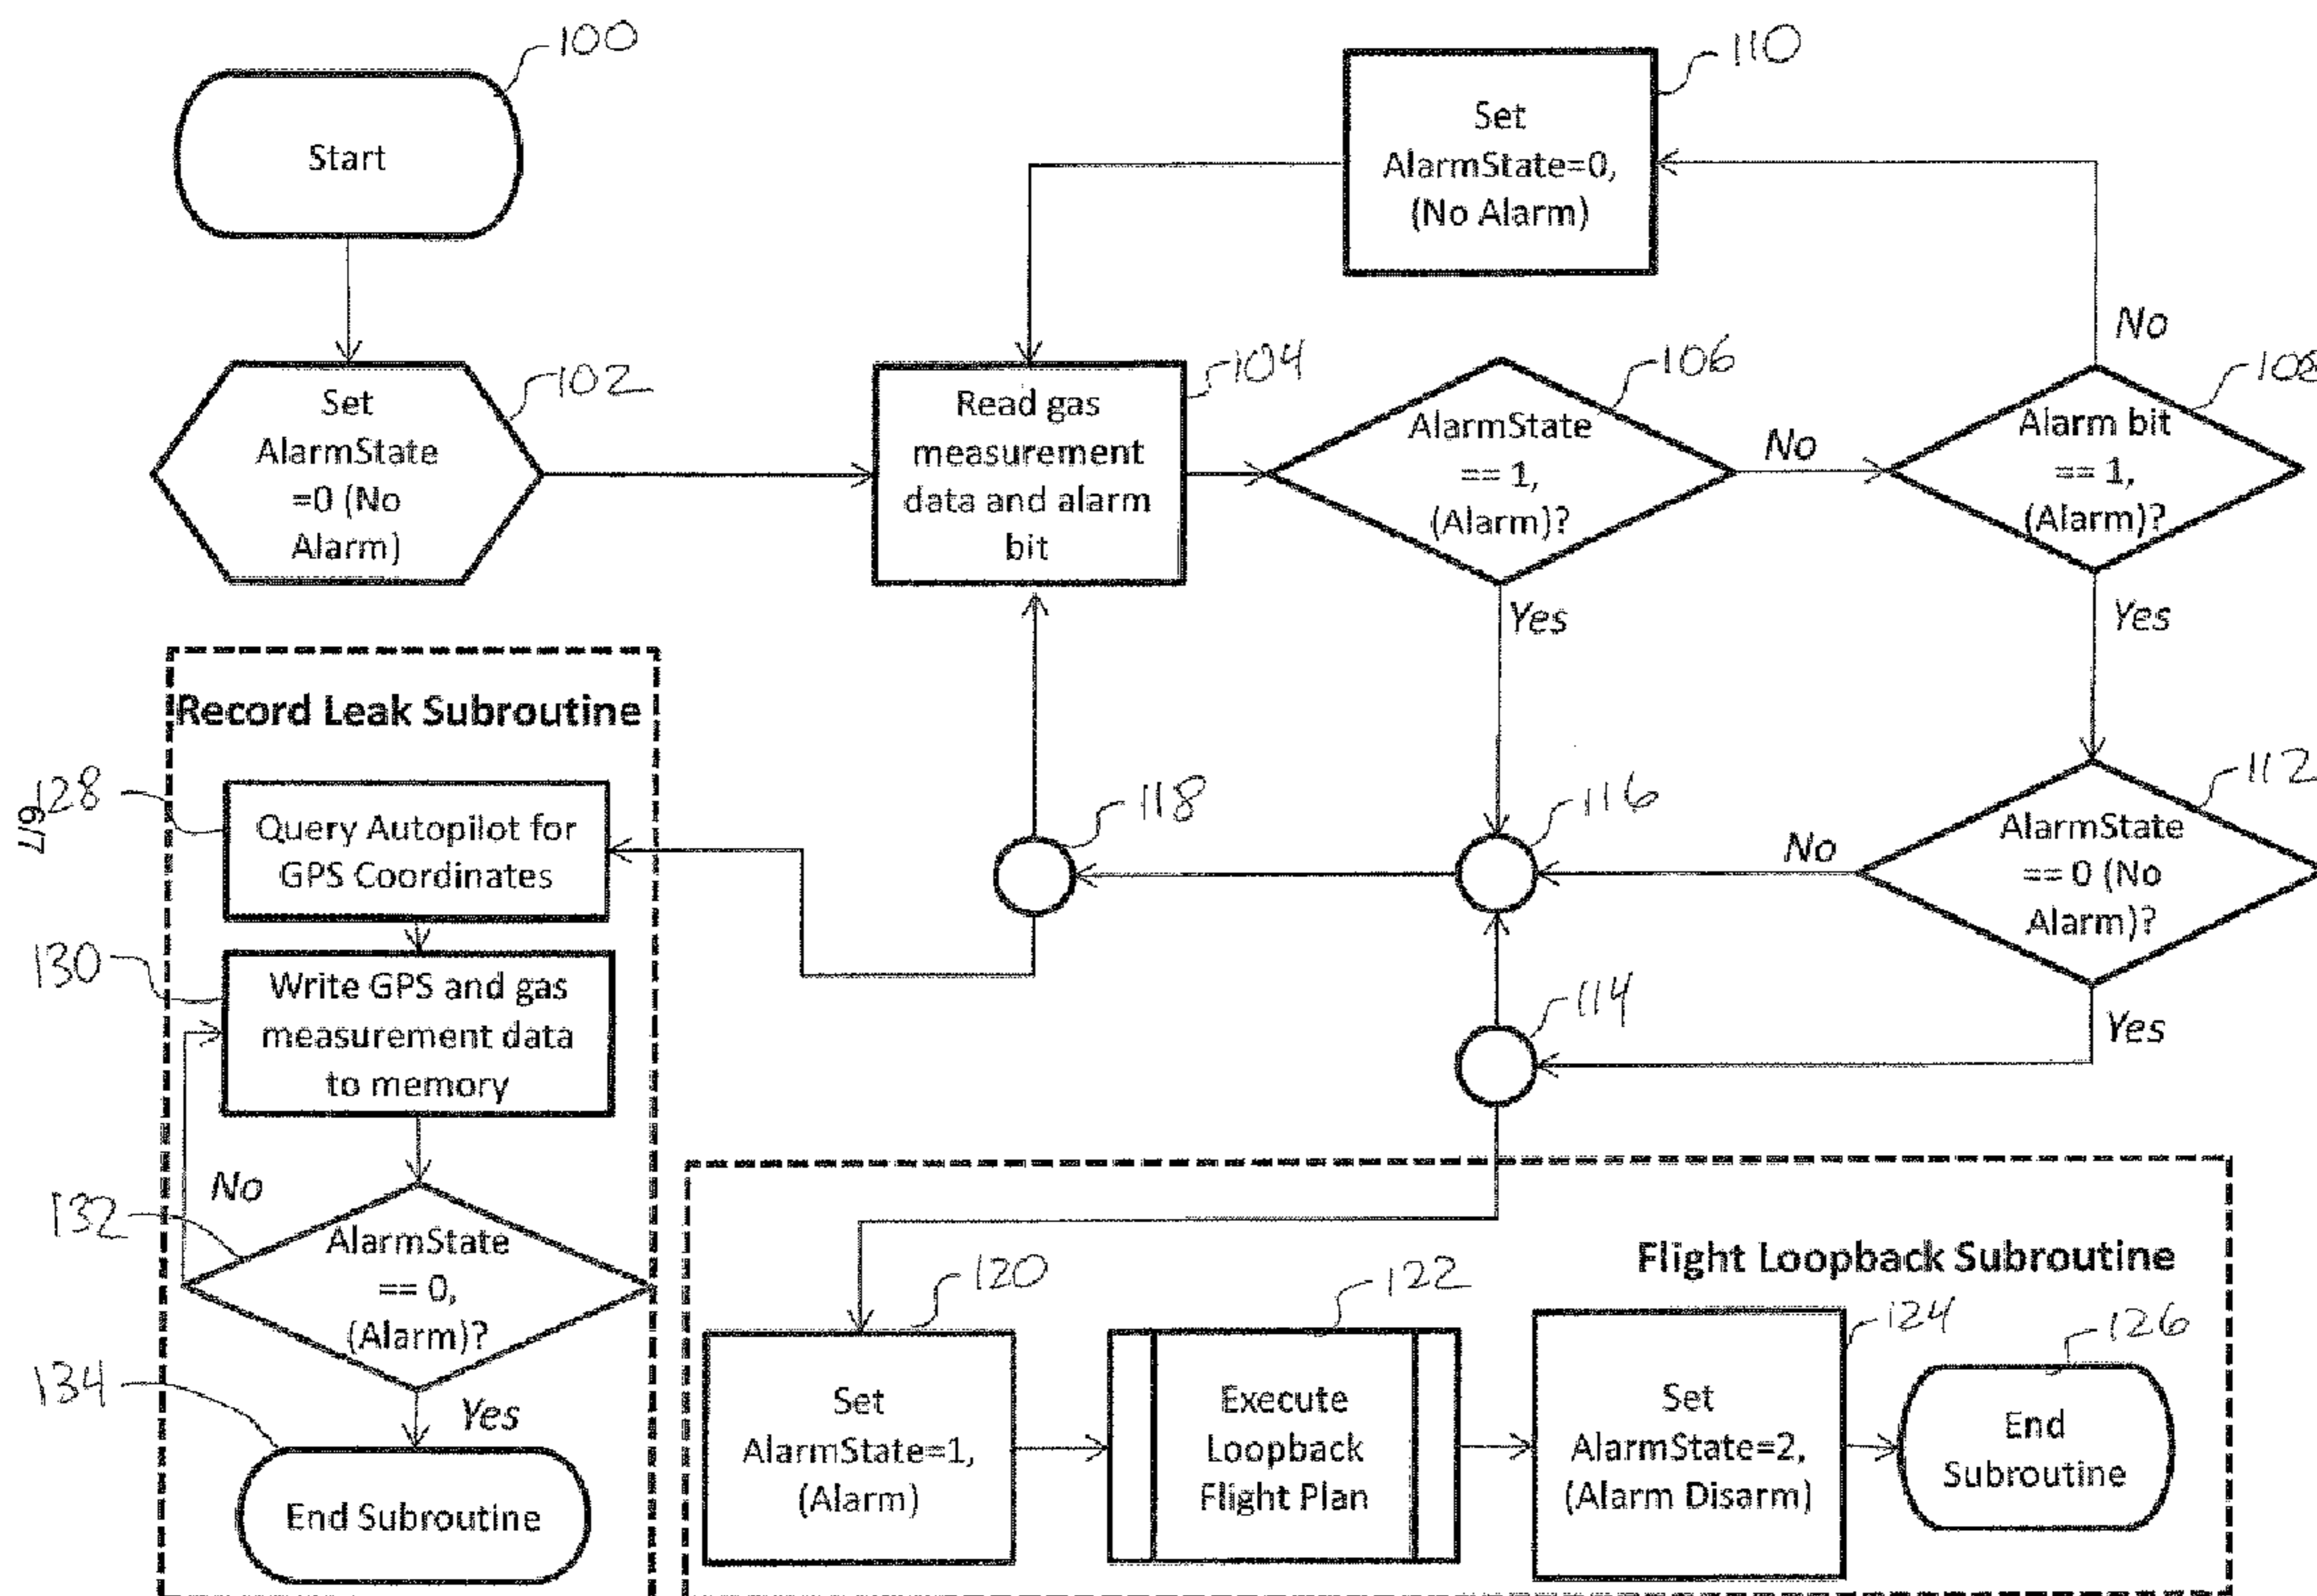 100
Start
110
Set
AlarmState=0,
(No Alarm)
No
102
Set
AlarmState
=0 (No
Alarm)
104
Read gas
measurement
data and alarm
bit
106
AlarmState
== 1,
(Alarm)?
No
Yes
108
Alarm bit
== 1,
(Alarm)?
Yes
Record Leak Subroutine
128
6/7
Query Autopilot for
GPS Coordinates
118
116
No
112
AlarmState
== 0 (No
Alarm)?
Yes
130
Write GPS and gas
measurement data
to memory
114
No
132
AlarmState
== 0,
(Alarm)?
134
Yes
End Subroutine
Flight Loopback Subroutine
120
Set
AlarmState=1,
(Alarm)
122
Execute
Loopback
Flight Plan
124
Set
AlarmState=2,
(Alarm Disarm)
126
End
Subroutine